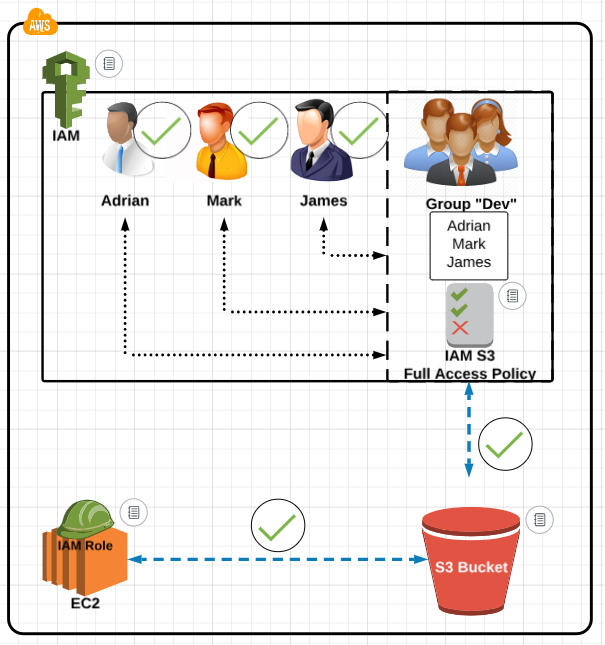 AWS
IAM
Adrian
Mark
James
Group "Dev"
Adrian
Mark
James
IAM S3
Full Access Policy
IAM Role
EC2
S3 Bucket